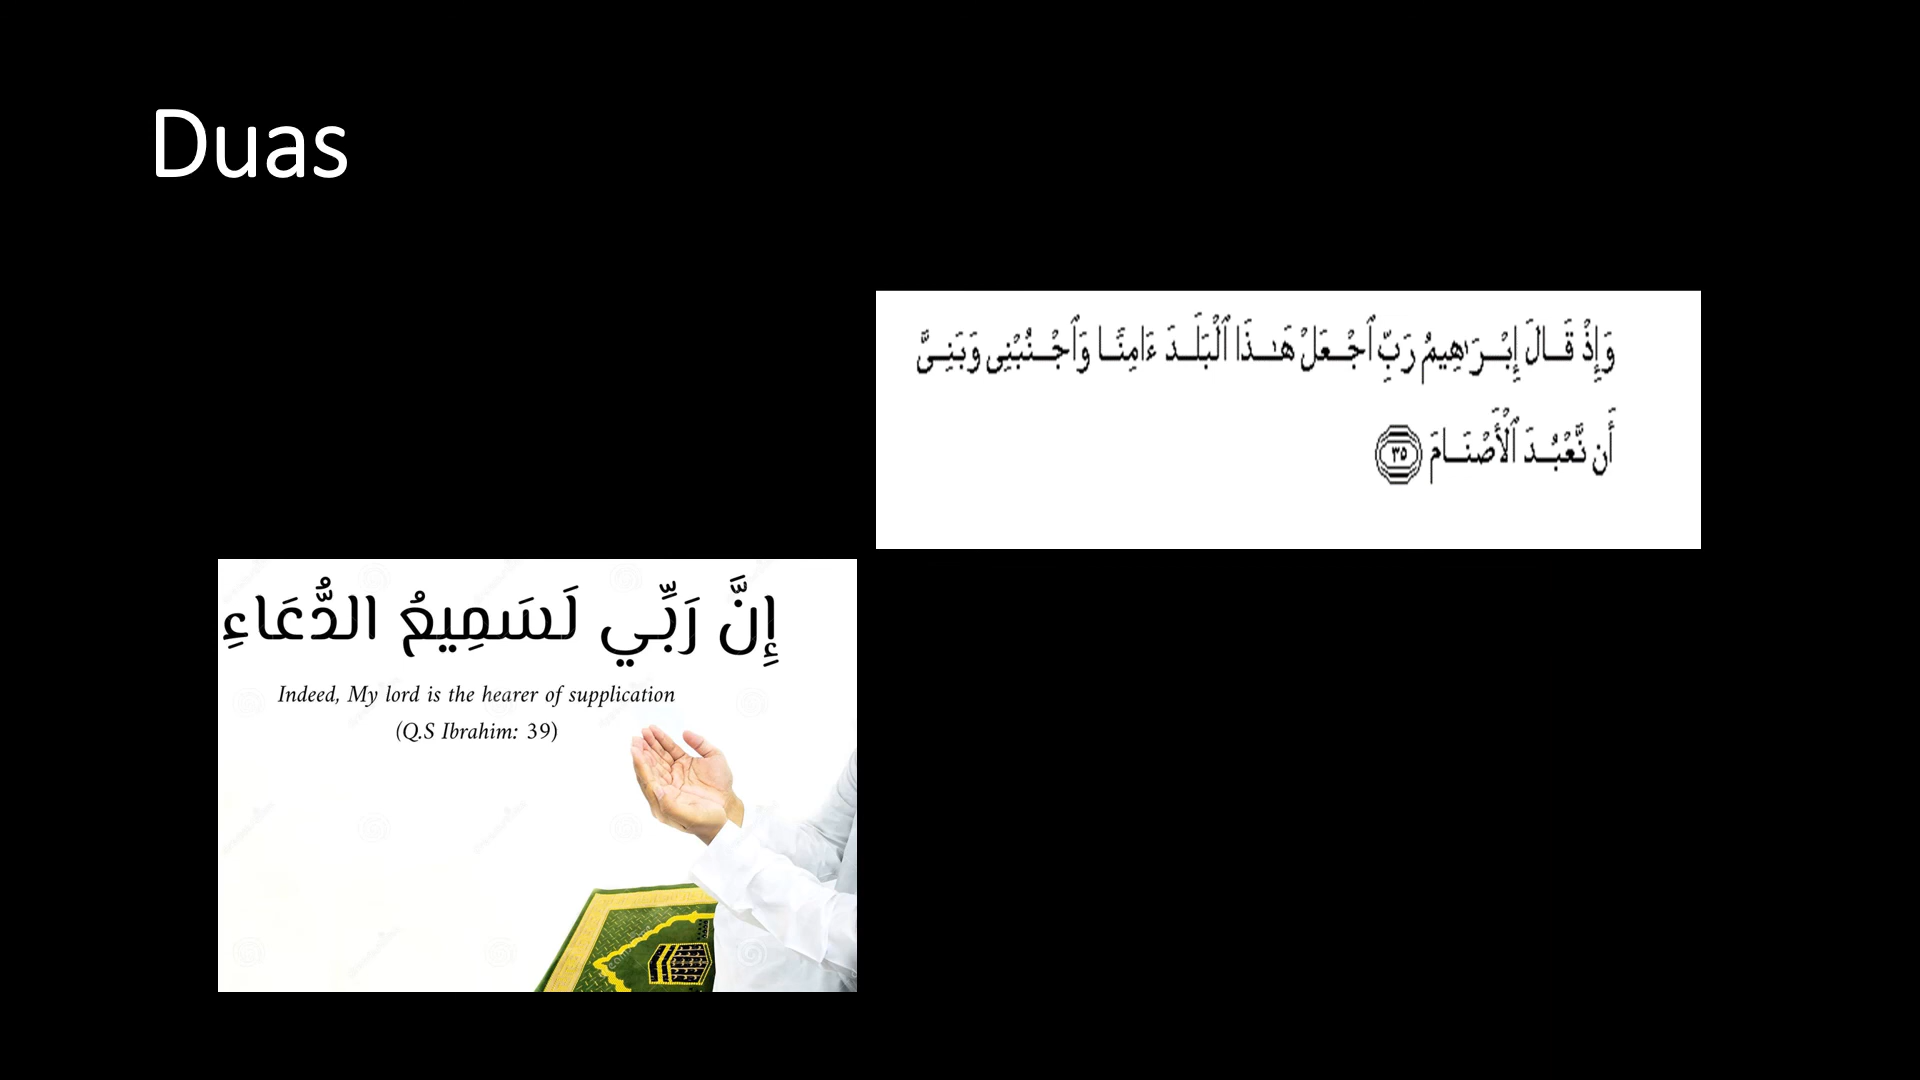 Duas
وَإِذْ قَالَ إِبْرَٰهِيمُ رَبِّ ٱجْعَلْ هَـٰذَا ٱلْبَلَدَ ءَامِنًا وَٱجْنُبْنِى وَبَنِىَّ
أَن نَّعْبُدَ ٱلْأَصْنَامَ ٣٥
إِنَّ رَبِّي لَسَمِيعُ الدُّعَاءِ
Indeed, My lord is the hearer of supplication
(Q.S Ibrahim: 39)